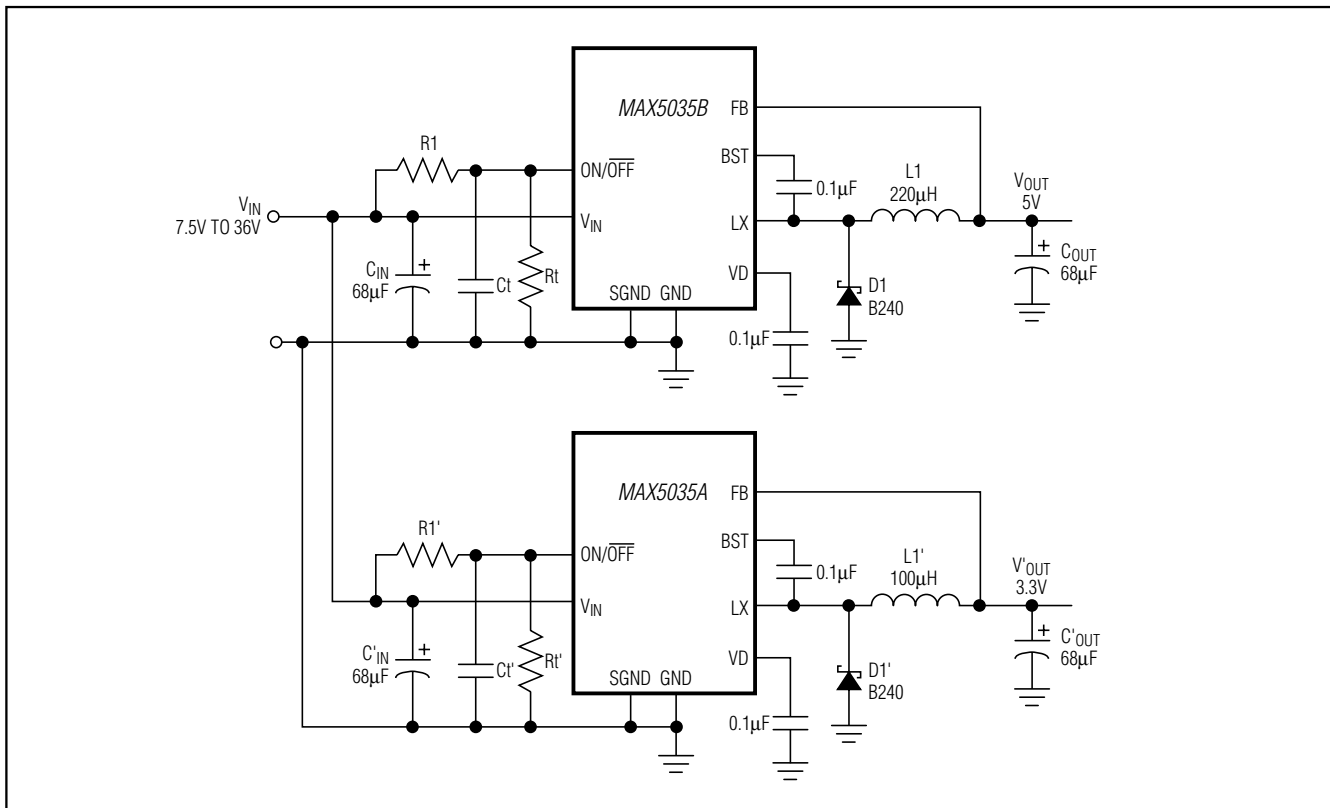 MAX5035B
FB
BST
R1
ON/O̅F̅F̅
0.1μF
L1
220μH
VOUT
5V
VIN
7.5V TO 36V
VIN
LX
CIN
68μF
+
Ct
Rt
VD
D1
B240
+
COUT
68μF
SGND GND
0.1μF
MAX5035A
FB
BST
R1'
ON/O̅F̅F̅
0.1μF
L1'
100μH
V'OUT
3.3V
VIN
LX
C'IN
68μF
+
Ct'
Rt'
VD
D1'
B240
+
C'OUT
68μF
SGND GND
0.1μF